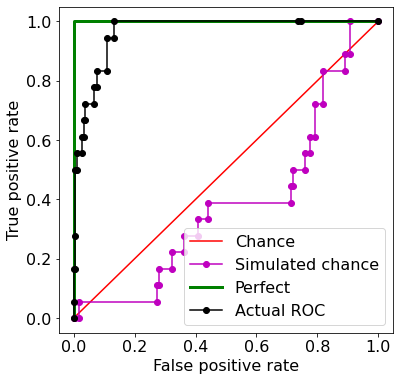 True positive rate
1.0
0.8
0.6
0.4
0.2
0.0
Chance
Simulated chance
Perfect
Actual ROC
0.0 0.2 0.4 0.6 0.8 1.0
False positive rate